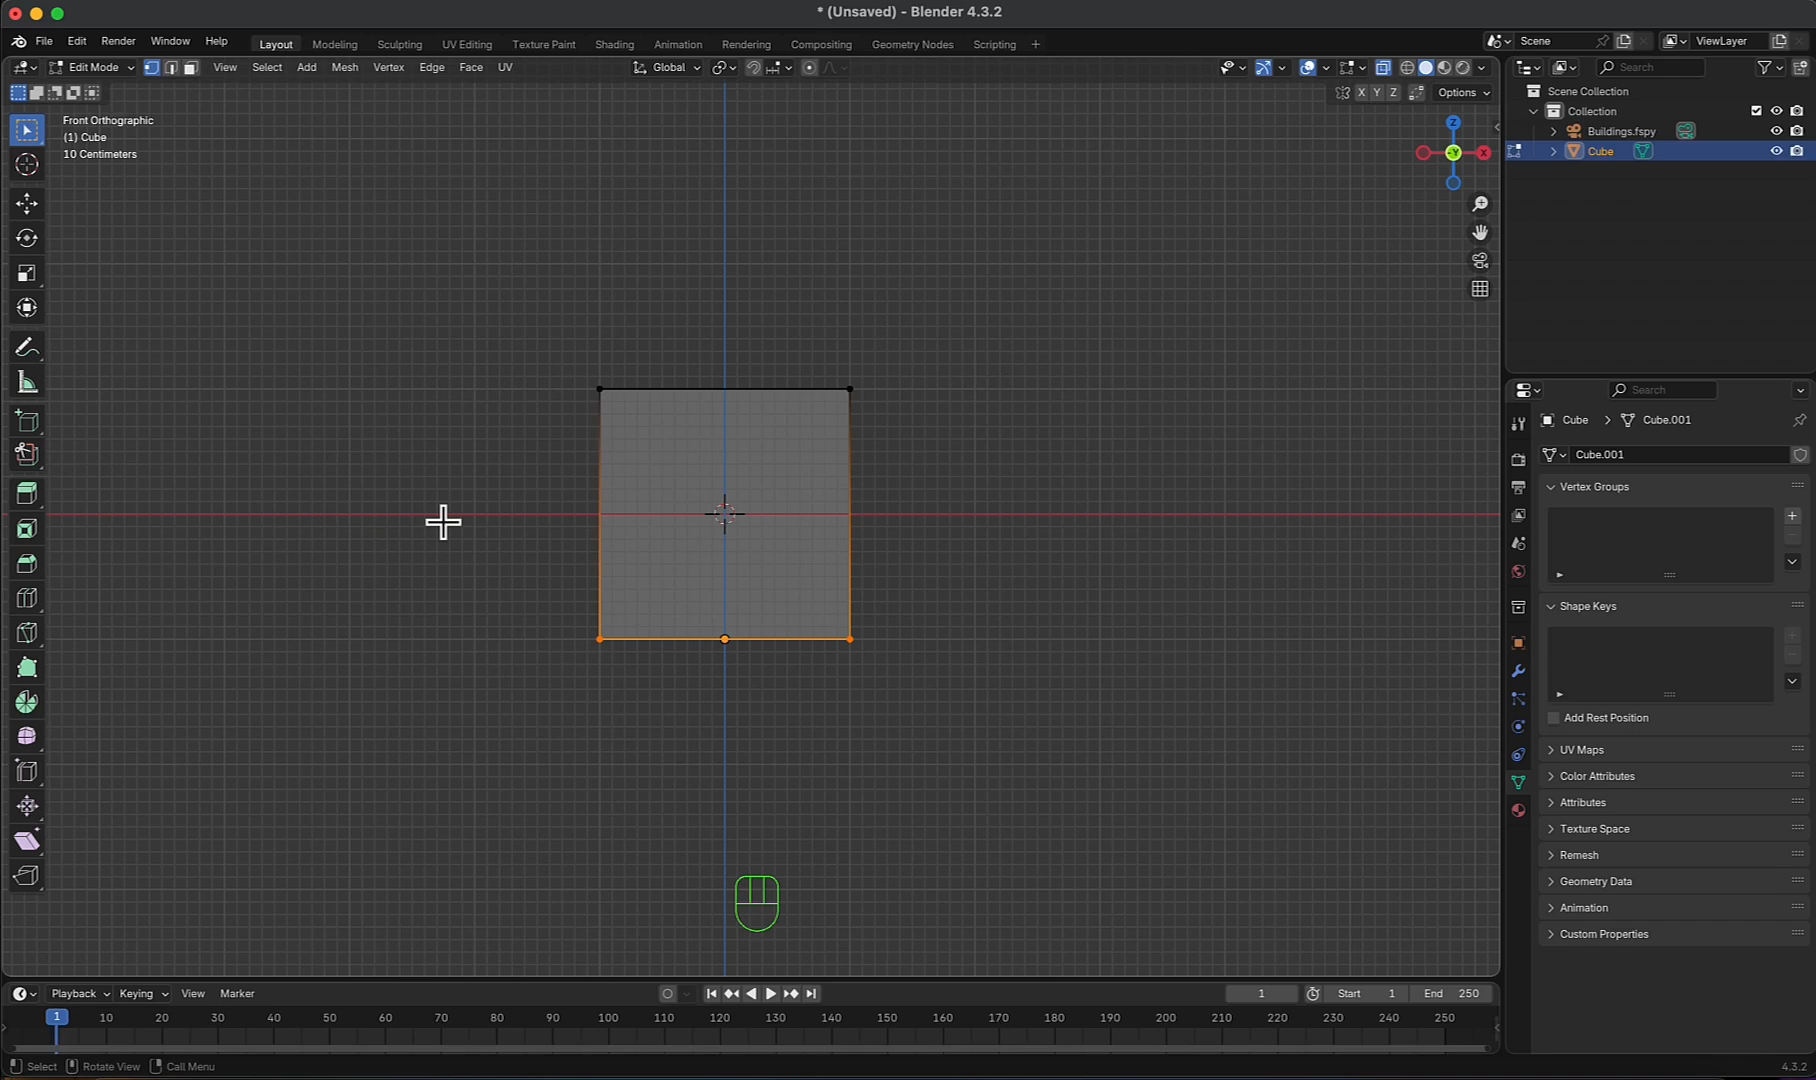 * (Unsaved) - Blender 4.3.2
File Edit Render Window Help
Layout Modeling Sculpting UV Editing Texture Paint Shading Animation Rendering Compositing Geometry Nodes Scripting +
Scene
ViewLayer
Edit Mode
View Select Add Mesh Vertex Edge Face UV
Global
Search
X Y Z
Options
Front Orthographic
(1) Cube
10 Centimeters
Z
-Y
X
Scene Collection
Collection
Buildings.fspy
Cube
Search
Cube > Cube.001
Cube.001
Vertex Groups
Shape Keys
Add Rest Position
UV Maps
Color Attributes
Attributes
Texture Space
Remesh
Geometry Data
Animation
Custom Properties
Playback Keying View Marker
1
Start 1
End 250
1 10 20 30 40 50 60 70 80 90 100 110 120 130 140 150 160 170 180 190 200 210 220 230 240 250
Select Rotate View Call Menu
4.3.2